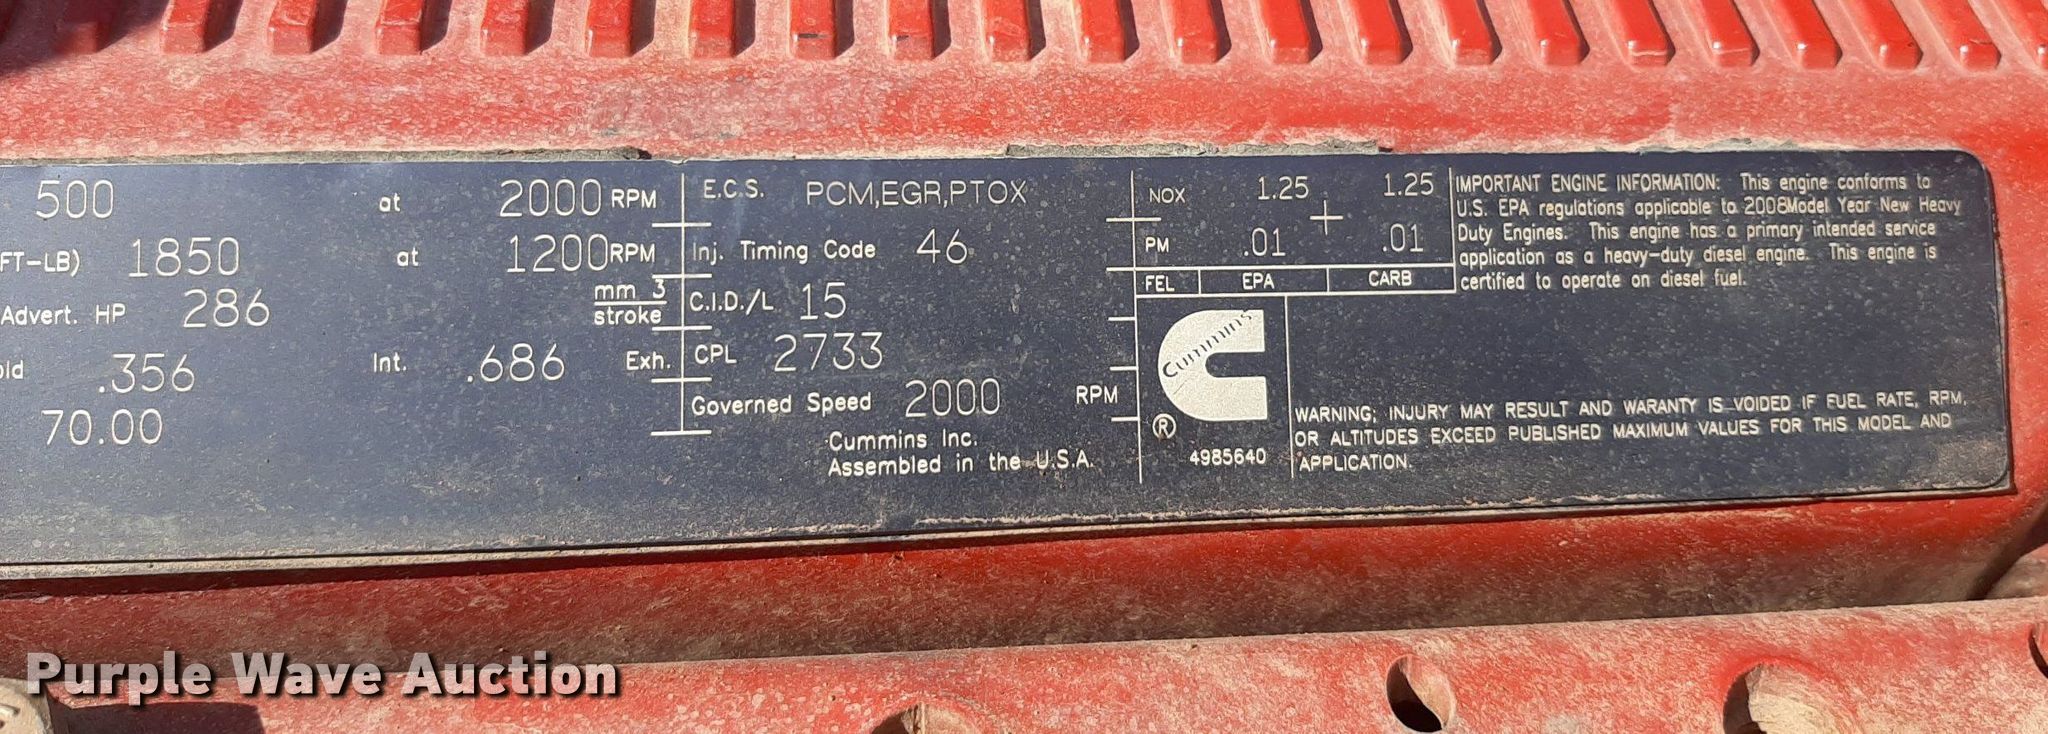 500 at 2000 RPM
FT-LB) 1850 at 1200 RPM
Advert. HP 286 mm 3
stroke
.356 Int. .686 Exh.
70.00
E.C.S. PCM,EGR,PTOX
Inj. Timing Code 46
C.I.D./L 15
CPL 2733
Governed Speed 2000 RPM
Cummins Inc.
Assembled in the U.S.A.
NOX 1.25 + 1.25
PM .01 .01
FEL EPA CARB
Cummins
®
4985640
IMPORTANT ENGINE INFORMATION: This engine conforms to
U.S. EPA regulations applicable to 2008Model Year New Heavy
Duty Engines. This engine has a primary intended service
application as a heavy-duty diesel engine. This engine is
certified to operate on diesel fuel.
WARNING; INJURY MAY RESULT AND WARANTY IS VOIDED IF FUEL RATE, RPM,
OR ALTITUDES EXCEED PUBLISHED MAXIMUM VALUES FOR THIS MODEL AND
APPLICATION.
Purple Wave Auction